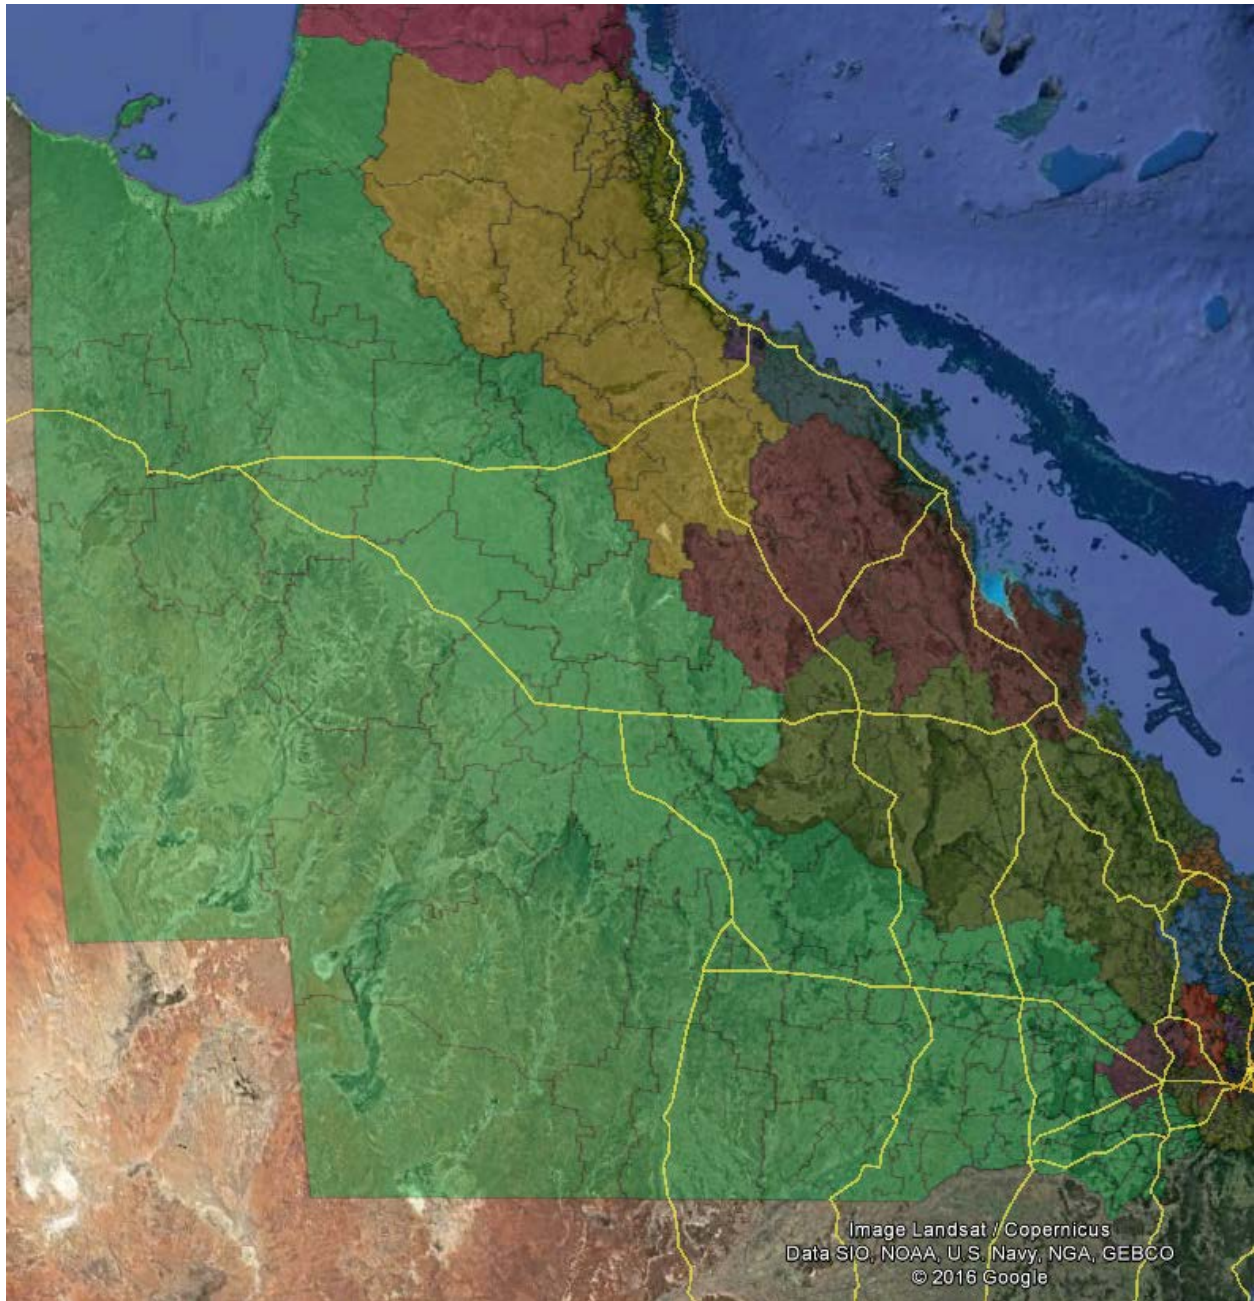 Image Landsat / Copernicus
Data SIO, NOAA, U.S. Navy, NGA, GEBCO
© 2016 Google